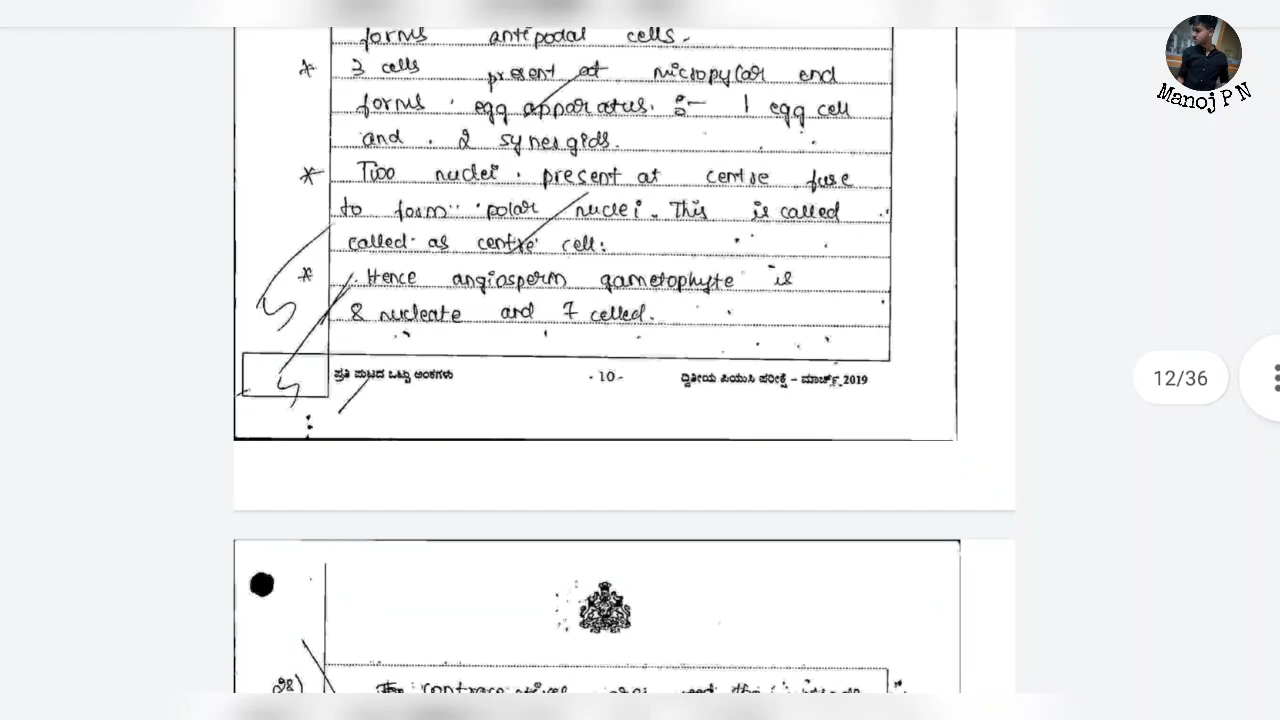 forms antipodal cells.
* 3 cells present at micropylar end
forms egg apparatus. :- 1 egg cell
and 2 synergids.
* Two nuclei present at centre fuse
to form polar nuclei. This is called
called as centre cell.
* Hence angiosperm gametophyte is
8 nucleate and 7 celled.
ಪ್ರತಿ ಪುಟದ ಒಟ್ಟು ಅಂಕಗಳು - 10 - ದ್ವಿತೀಯ ಪಿಯುಸಿ ಪರೀಕ್ಷೆ – ಮಾರ್ಚ್, 2019
Manoj P N
12/36
The contraceptives